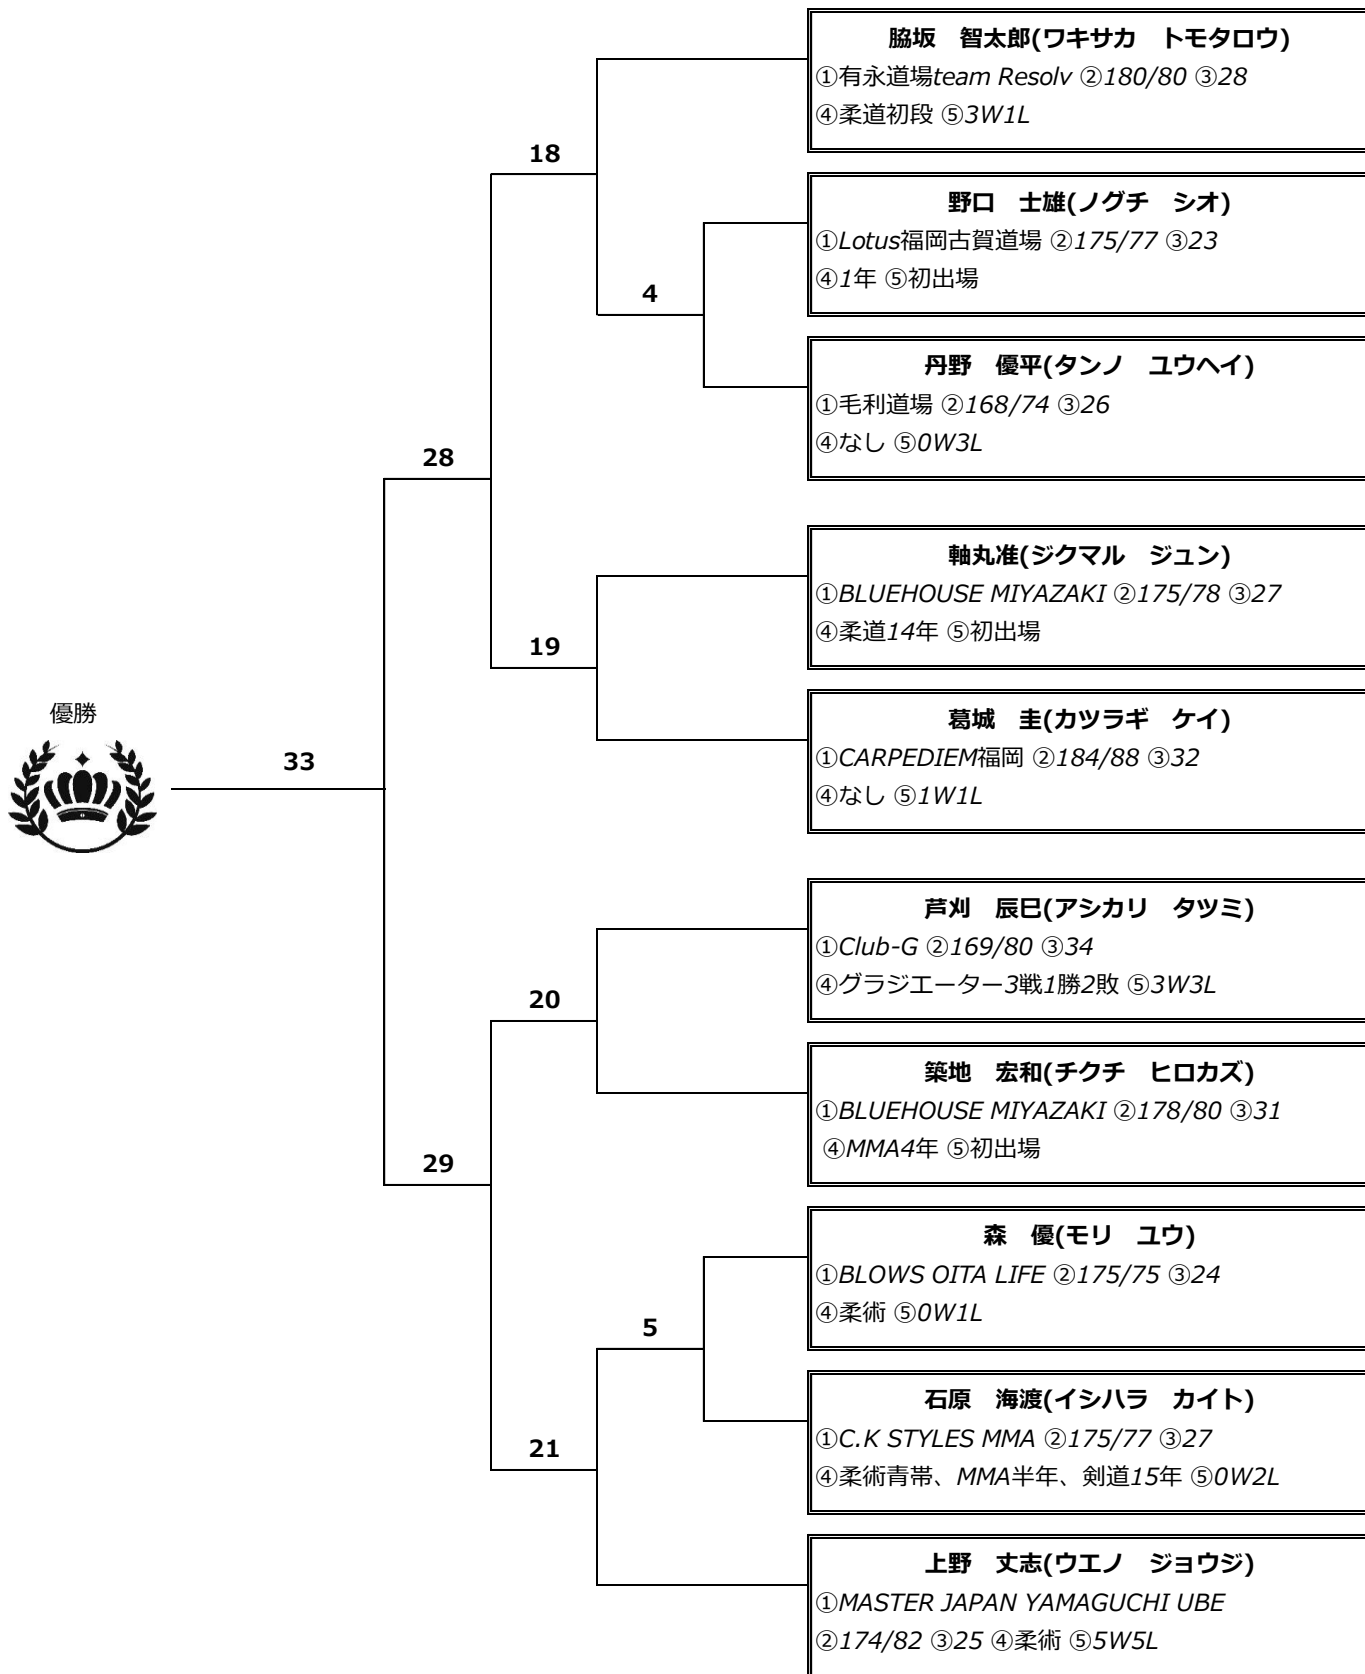 脇坂　智太郎(ワキサカ　トモタロウ)
①有永道場team Resolv ②180/80 ③28
④柔道初段 ⑤3W1L
18
野口　士雄(ノグチ　シオ)
①Lotus福岡古賀道場 ②175/77 ③23
④1年 ⑤初出場
4
丹野　優平(タンノ　ユウヘイ)
①毛利道場 ②168/74 ③26
④なし ⑤0W3L
28
軸丸准(ジクマル　ジュン)
①BLUEHOUSE MIYAZAKI ②175/78 ③27
④柔道14年 ⑤初出場
19
葛城　圭(カツラギ　ケイ)
①CARPEDIEM福岡 ②184/88 ③32
④なし ⑤1W1L
優勝
33
芦刈　辰巳(アシカリ　タツミ)
①Club-G ②169/80 ③34
④グラジエーター3戦1勝2敗 ⑤3W3L
20
築地　宏和(チクチ　ヒロカズ)
①BLUEHOUSE MIYAZAKI ②178/80 ③31
④MMA4年 ⑤初出場
29
森　優(モリ　ユウ)
①BLOWS OITA LIFE ②175/75 ③24
④柔術 ⑤0W1L
5
石原　海渡(イシハラ　カイト)
①C.K STYLES MMA ②175/77 ③27
④柔術青帯、MMA半年、剣道15年 ⑤0W2L
21
上野　丈志(ウエノ　ジョウジ)
①MASTER JAPAN YAMAGUCHI UBE
②174/82 ③25 ④柔術 ⑤5W5L